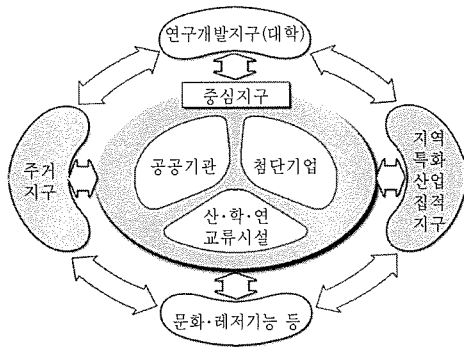 연구개발지구(대학)
중심지구
주거
지구
공공기관
첨단기업
산·학·연
교류시설
지역
특화
산업
집적
지구
문화·레저기능 등